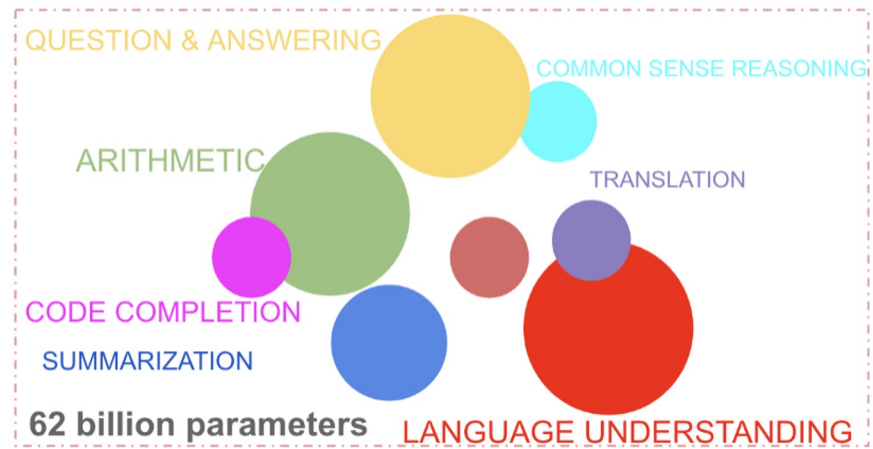 QUESTION & ANSWERING
COMMON SENSE REASONING
ARITHMETIC
TRANSLATION
CODE COMPLETION
SUMMARIZATION
62 billion parameters
LANGUAGE UNDERSTANDING